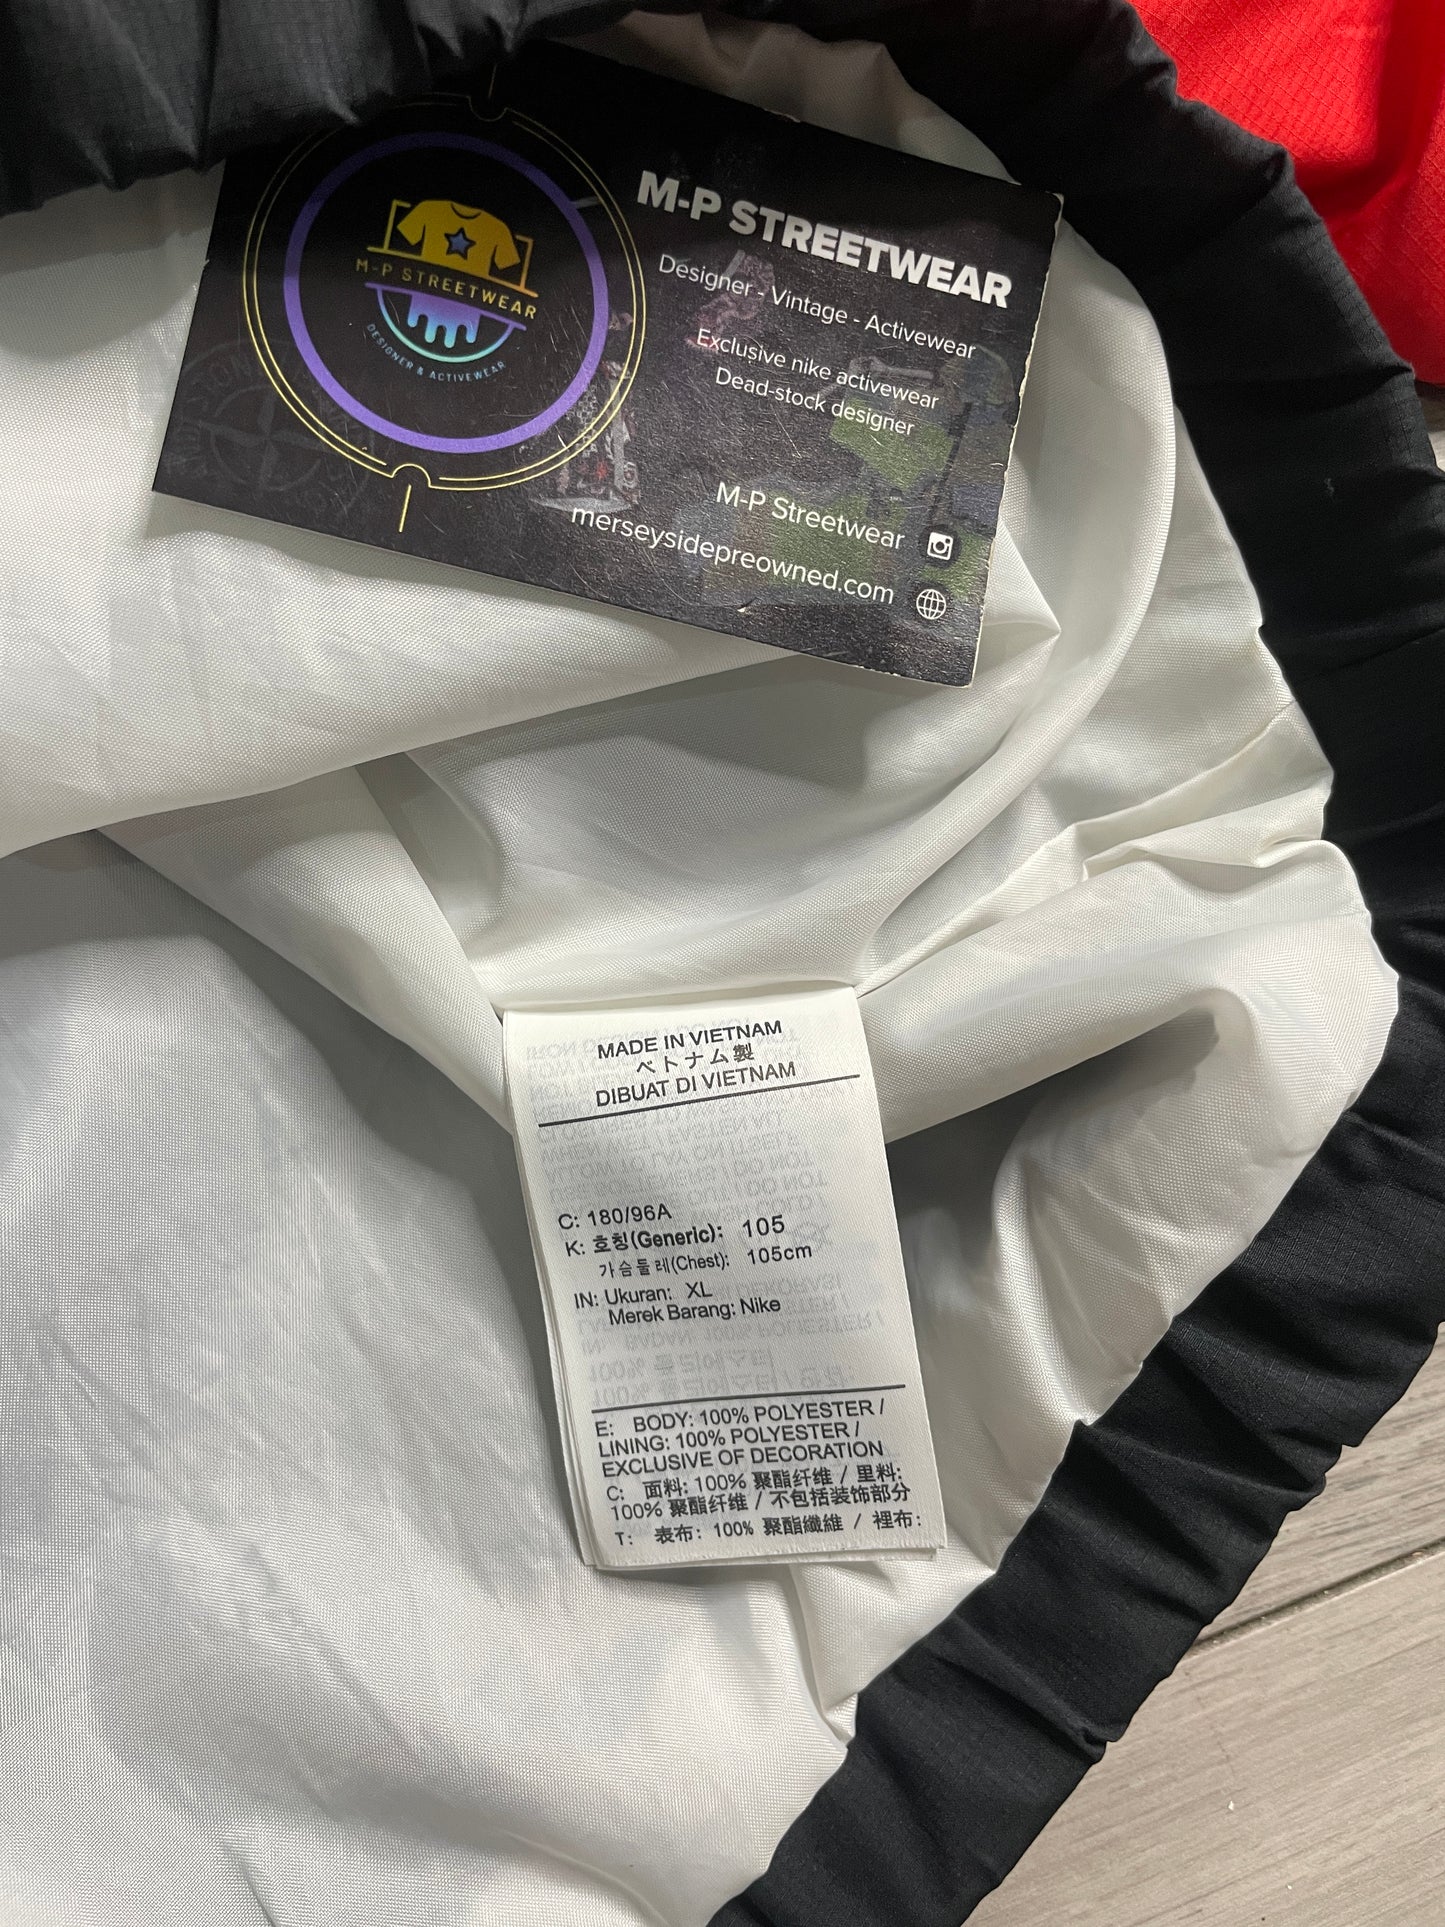 M-P STREETWEAR
DESIGNER & ACTIVEWEAR
M-P STREETWEAR
Designer - Vintage - Activewear
Exclusive nike activewear
Dead-stock designer
M-P Streetwear
merseysidepreowned.com
MADE IN VIETNAM
ベトナム製
DIBUAT DI VIETNAM
C: 180/96A
K: 호칭(Generic): 105
가슴둘레(Chest): 105cm
IN: Ukuran: XL
Merek Barang: Nike
E: BODY: 100% POLYESTER /
LINING: 100% POLYESTER /
EXCLUSIVE OF DECORATION
C: 面料: 100% 聚酯纤维 / 里料:
100% 聚酯纤维 / 不包括装饰部分
T: 表布: 100% 聚酯纖維 / 裡布: